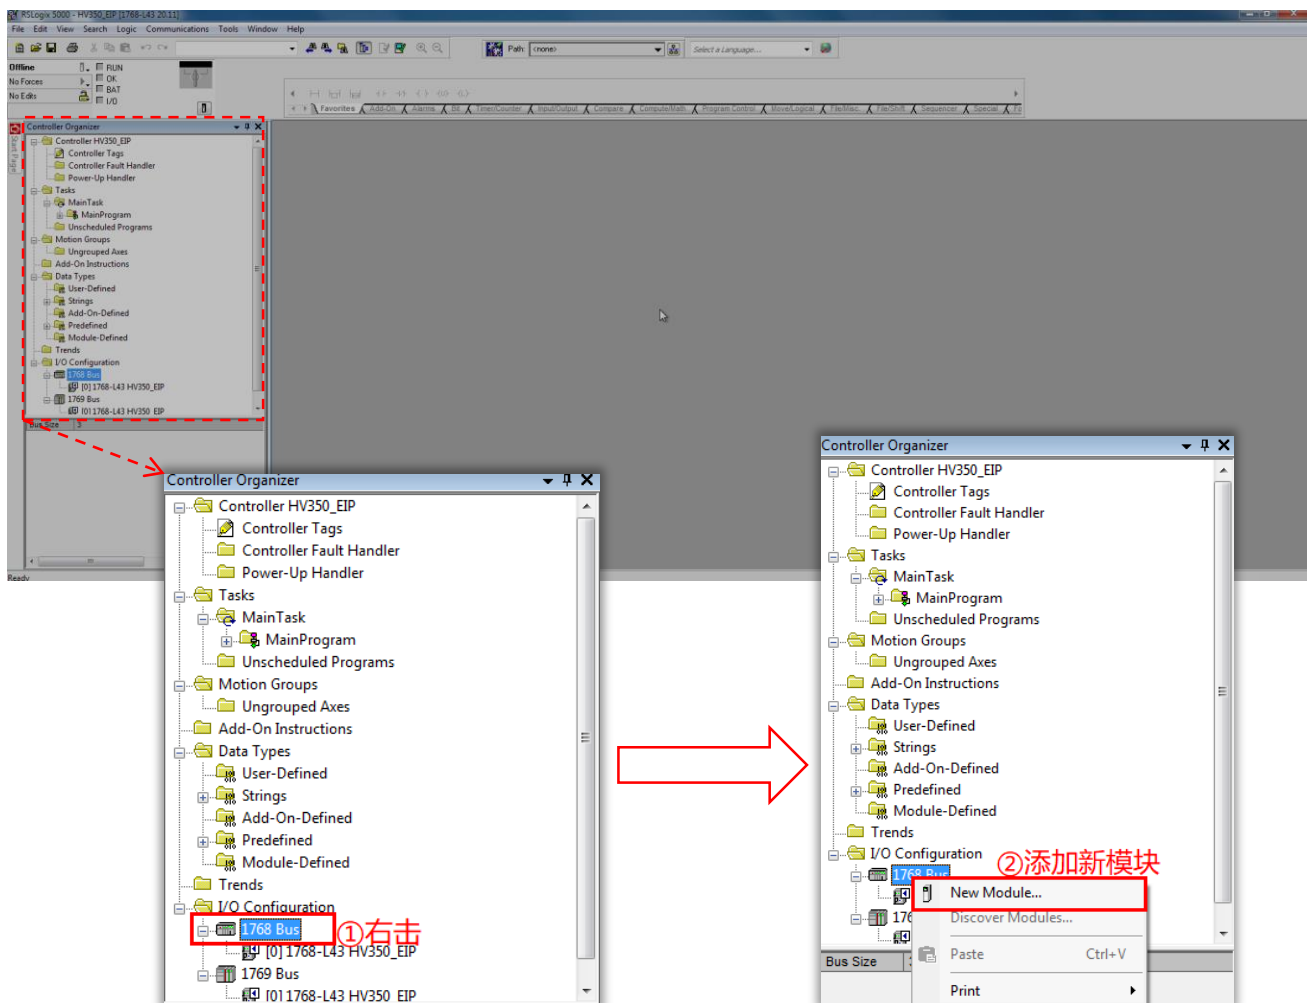 RSLogix 5000 - HV350_EIP [1768-L43 20.11]
File Edit View Search Logic Communications Tools Window Help
Path: <none>
Select a Language...
Offline
RUN
No Forces
OK
BAT
No Edits
I/O
Favorites Add-On Alarms Bit Timer/Counter Input/Output Compare Compute/Math Program Control Move/Logical File/Misc. File/Shift Sequencer Special
Start Page
Controller Organizer
Controller HV350_EIP
Controller Tags
Controller Fault Handler
Power-Up Handler
Tasks
MainTask
MainProgram
Unscheduled Programs
Motion Groups
Ungrouped Axes
Add-On Instructions
Data Types
User-Defined
Strings
Add-On-Defined
Predefined
Module-Defined
Trends
I/O Configuration
1768 Bus
[0] 1768-L43 HV350_EIP
1769 Bus
[0] 1768-L43 HV350_EIP
Bus Size 3
Ready
Controller Organizer
Controller HV350_EIP
Controller Tags
Controller Fault Handler
Power-Up Handler
Tasks
MainTask
MainProgram
Unscheduled Programs
Motion Groups
Ungrouped Axes
Add-On Instructions
Data Types
User-Defined
Strings
Add-On-Defined
Predefined
Module-Defined
Trends
I/O Configuration
1768 Bus
①右击
[0] 1768-L43 HV350_EIP
1769 Bus
[0] 1768-L43 HV350_EIP
Controller Organizer
Controller HV350_EIP
Controller Tags
Controller Fault Handler
Power-Up Handler
Tasks
MainTask
MainProgram
Unscheduled Programs
Motion Groups
Ungrouped Axes
Add-On Instructions
Data Types
User-Defined
Strings
Add-On-Defined
Predefined
Module-Defined
Trends
I/O Configuration
②添加新模块
1768 Bus
New Module...
176
Discover Modules...
Paste Ctrl+V
Bus Size
Print